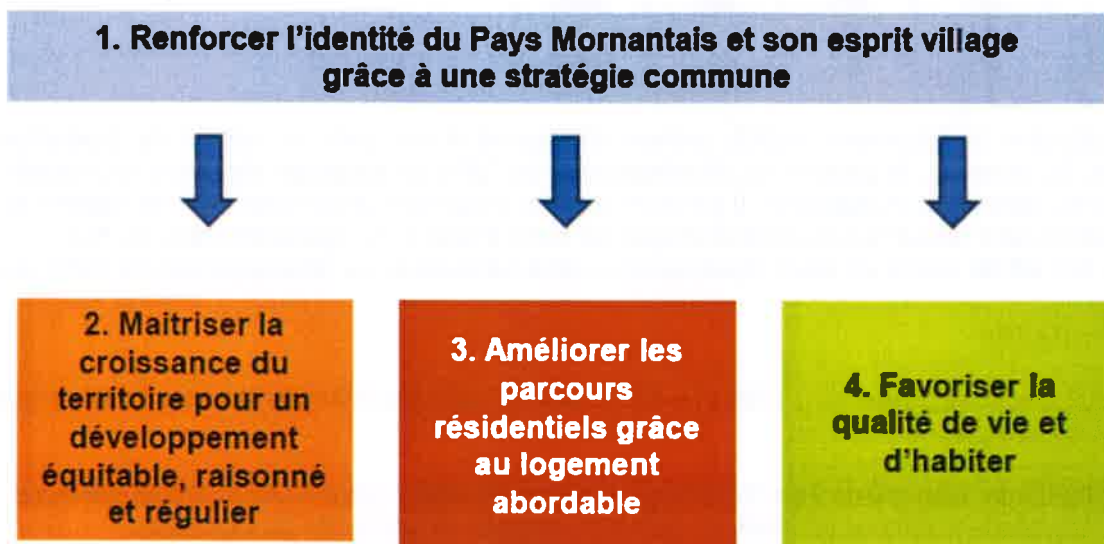 1. Renforcer l'identité du Pays Mornantais et son esprit village
grâce à une stratégie commune
2. Maitriser la
croissance du
territoire pour un
développement
équitable, raisonné
et régulier
3. Améliorer les
parcours
résidentiels grâce
au logement
abordable
4. Favoriser la
qualité de vie et
d'habiter